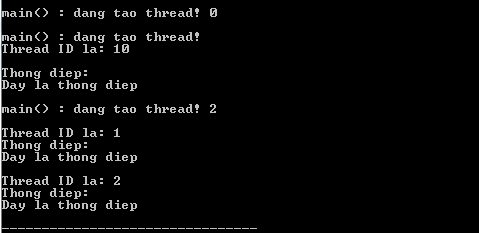 main() : dang tao thread! 0
main() : dang tao thread!
Thread ID la: 10
Thong diep:
Day la thong diep
main() : dang tao thread! 2
Thread ID la: 1
Thong diep:
Day la thong diep
Thread ID la: 2
Thong diep:
Day la thong diep
--------------------------------